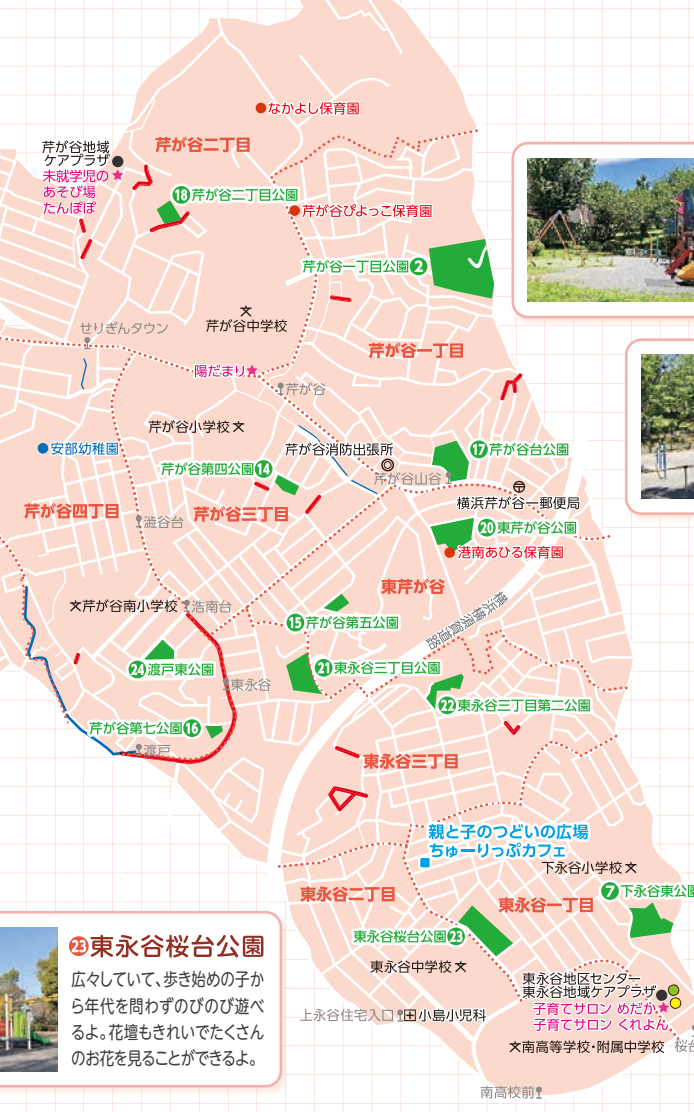 なかよし保育園
芹が谷二丁目
芹が谷地域
ケアプラザ
未就学児の
あそび場
たんぽぽ
18 芹が谷二丁目公園
芹が谷ぴよっこ保育園
芹が谷一丁目公園 2
芹が谷中学校
せりぎんタウン
芹が谷一丁目
陽だまり
芹が谷
芹が谷小学校
安部幼稚園
芹が谷消防出張所
17 芹が谷台公園
芹が谷第四公園 14
芹が谷山谷
横浜芹が谷一郵便局
芹が谷四丁目
澁谷台
芹が谷三丁目
20 東芹が谷公園
港南あひる保育園
東芹が谷
横浜横須賀道路
芹が谷南小学校
浩南台
15 芹が谷第五公園
24 渡戸東公園
21 東永谷三丁目公園
東永谷
22 東永谷三丁目第二公園
芹が谷第七公園 16
渡戸
東永谷三丁目
親と子のつどいの広場
ちゅーりっぷカフェ
下永谷小学校
東永谷二丁目
東永谷一丁目
7 下永谷東公園
東永谷桜台公園 23
東永谷中学校
東永谷地区センター
東永谷地域ケアプラザ
子育てサロン めだか
子育てサロン くれよん
上永谷住宅入口
小島小児科
南高等学校・附属中学校
桜台
南高校前
23 東永谷桜台公園
広々していて、歩き始めの子か
ら年代を問わずのびのび遊べ
るよ。花壇もきれいでたくさん
のお花を見ることができるよ。